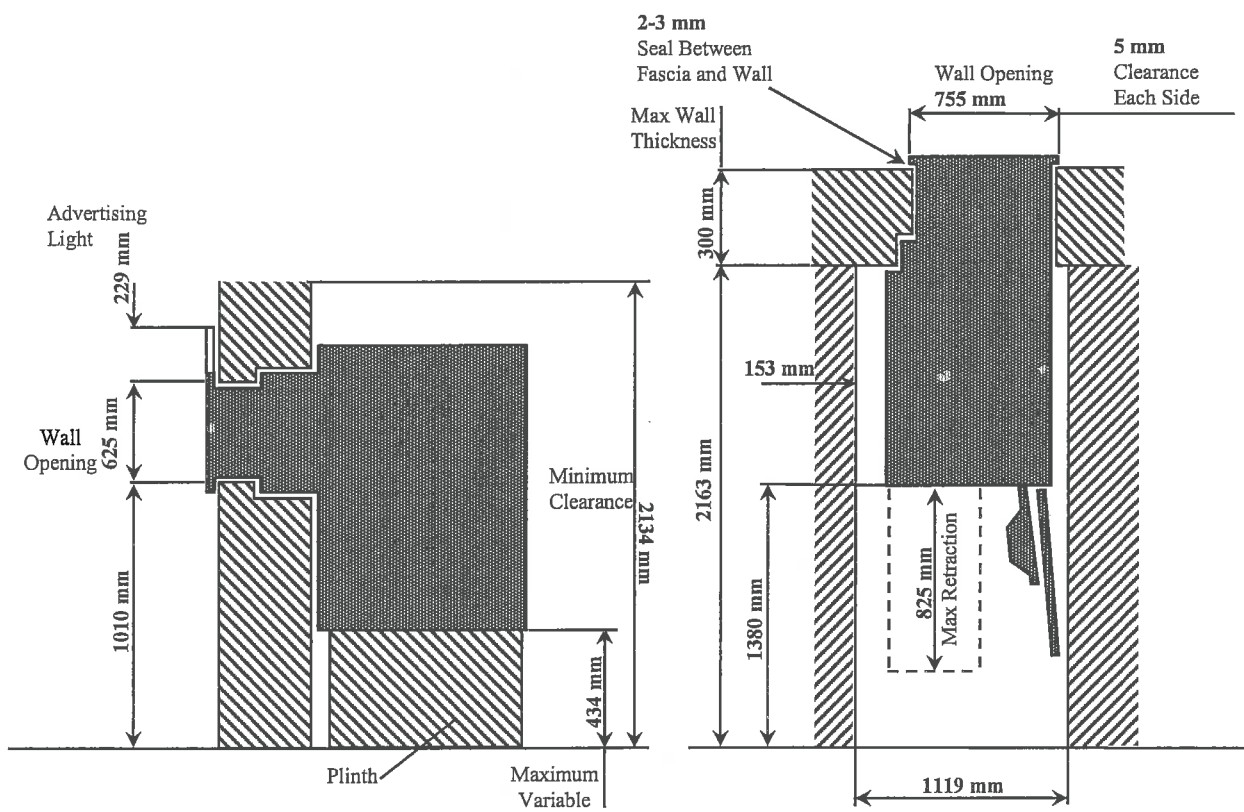 2-3 mm
Seal Between
Fascia and Wall
Wall Opening
755 mm
5 mm
Clearance
Each Side
Max Wall
Thickness
300 mm
Advertising
Light
229 mm
625 mm
Wall
Opening
1010 mm
Minimum
Clearance
2134 mm
434 mm
Plinth
Maximum
Variable
153 mm
2163 mm
1380 mm
825 mm
Max Retraction
1119 mm